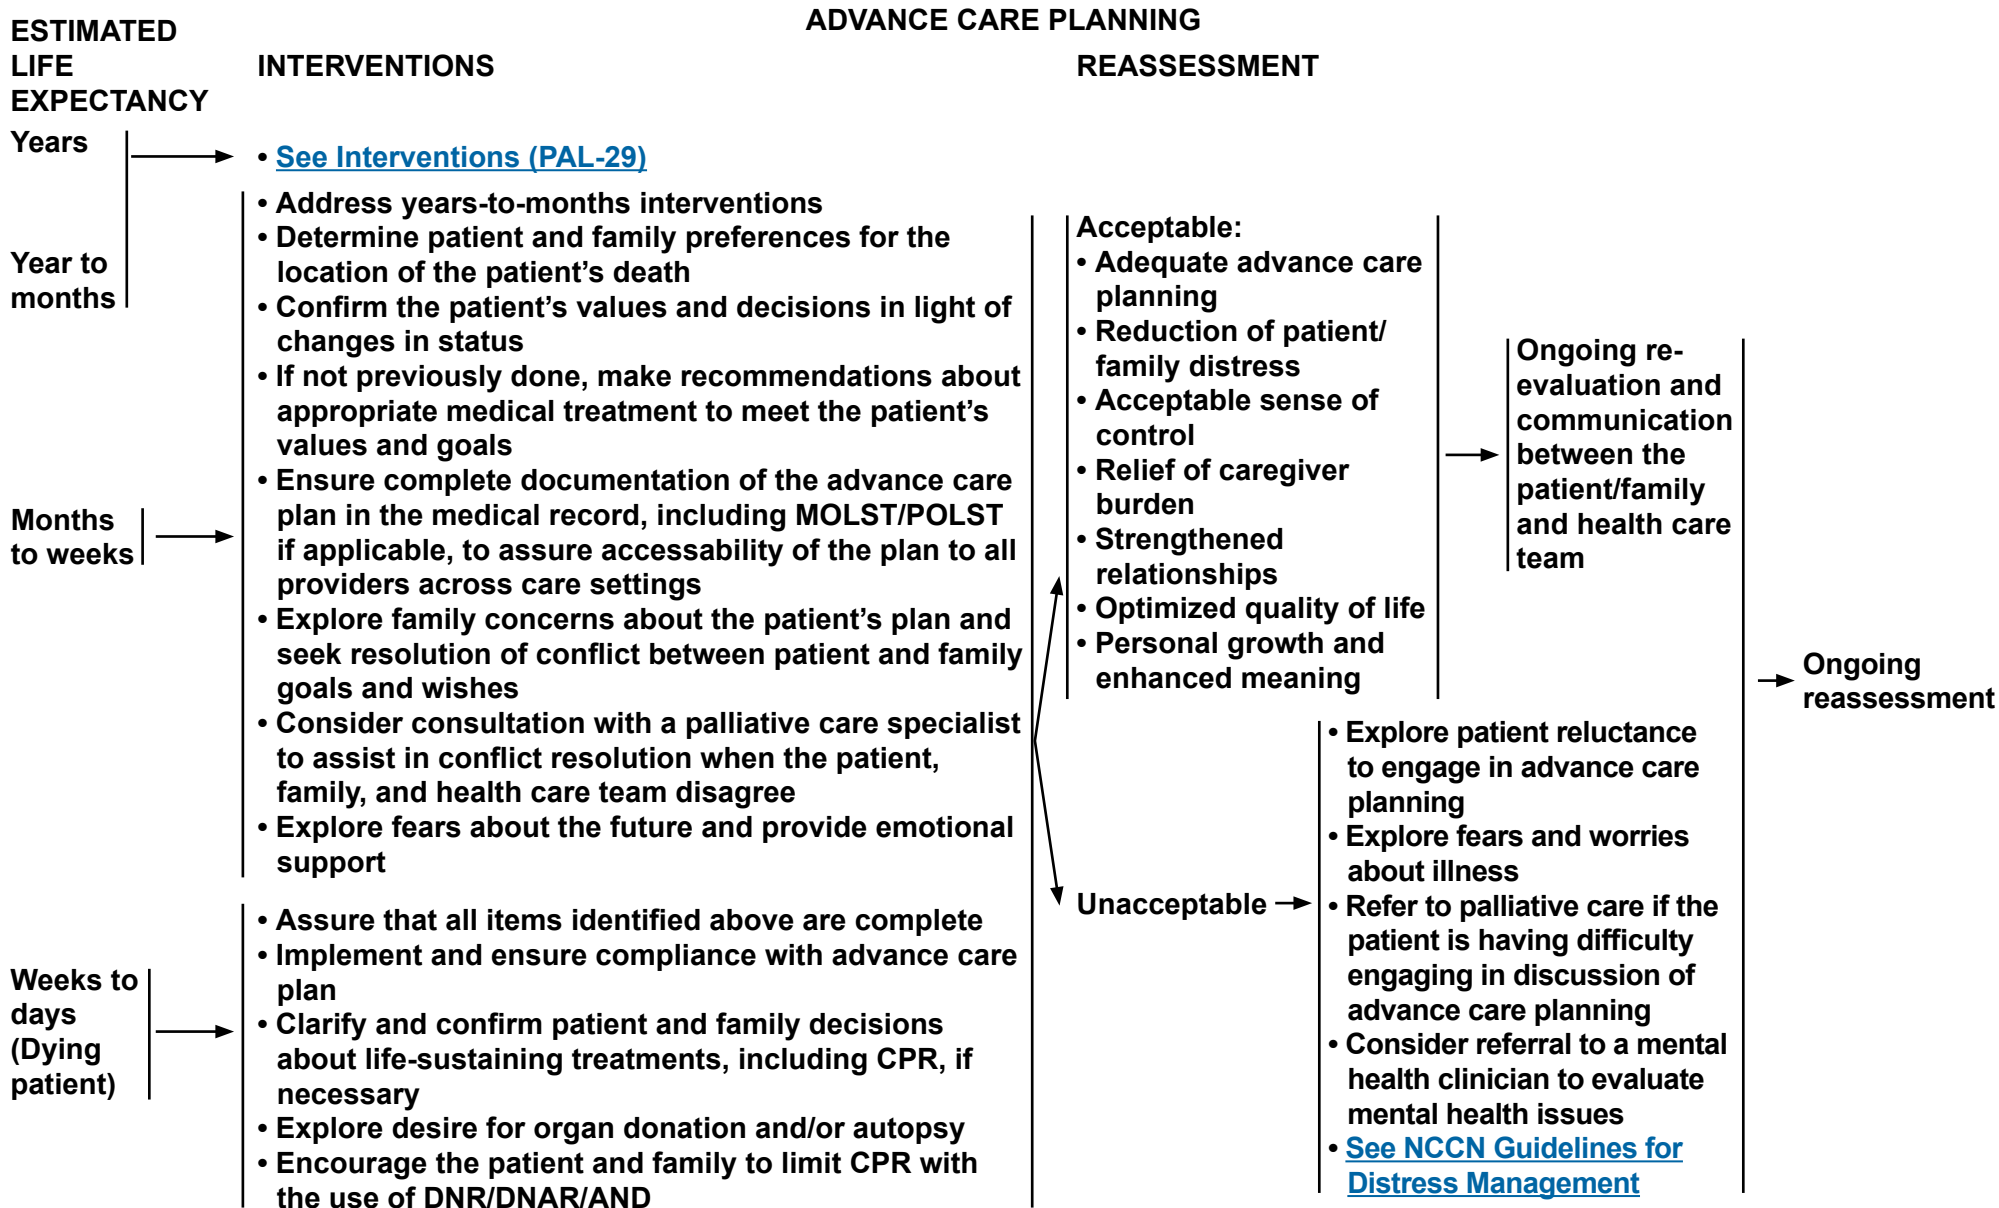 ADVANCE CARE PLANNING
ESTIMATED
LIFE
EXPECTANCY
INTERVENTIONS
REASSESSMENT
Years
Year to
months
• See Interventions (PAL-29)
Months
to weeks
• Address years-to-months interventions
• Determine patient and family preferences for the
location of the patient’s death
• Confirm the patient’s values and decisions in light of
changes in status
• If not previously done, make recommendations about
appropriate medical treatment to meet the patient’s
values and goals
• Ensure complete documentation of the advance care
plan in the medical record, including MOLST/POLST
if applicable, to assure accessability of the plan to all
providers across care settings
• Explore family concerns about the patient’s plan and
seek resolution of conflict between patient and family
goals and wishes
• Consider consultation with a palliative care specialist
to assist in conflict resolution when the patient,
family, and health care team disagree
• Explore fears about the future and provide emotional
support
Weeks to
days
(Dying
patient)
• Assure that all items identified above are complete
• Implement and ensure compliance with advance care
plan
• Clarify and confirm patient and family decisions
about life-sustaining treatments, including CPR, if
necessary
• Explore desire for organ donation and/or autopsy
• Encourage the patient and family to limit CPR with
the use of DNR/DNAR/AND
Acceptable:
• Adequate advance care
planning
• Reduction of patient/
family distress
• Acceptable sense of
control
• Relief of caregiver
burden
• Strengthened
relationships
• Optimized quality of life
• Personal growth and
enhanced meaning
Ongoing re-
evaluation and
communication
between the
patient/family
and health care
team
Unacceptable
• Explore patient reluctance
to engage in advance care
planning
• Explore fears and worries
about illness
• Refer to palliative care if the
patient is having difficulty
engaging in discussion of
advance care planning
• Consider referral to a mental
health clinician to evaluate
mental health issues
• See NCCN Guidelines for
Distress Management
Ongoing
reassessment